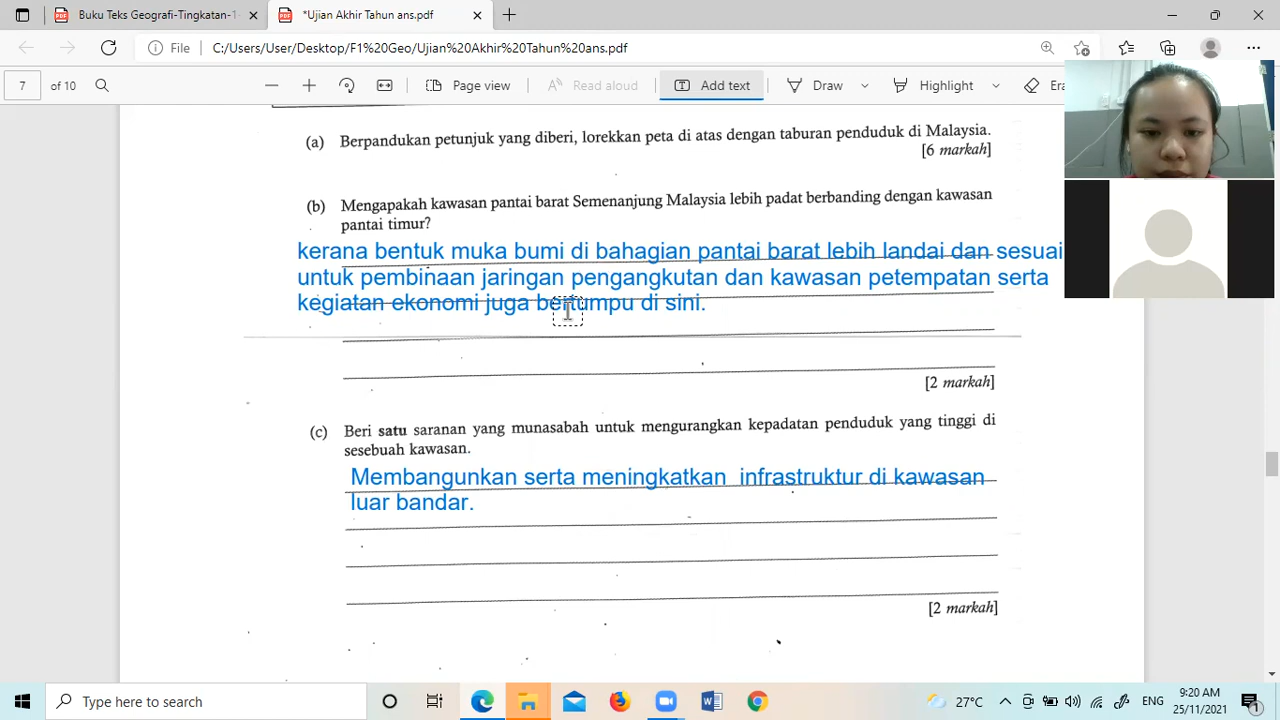 Buku Teks Geografi-Tingkatan-1
*Ujian Akhir Tahun ans.pdf
File
C:/Users/User/Desktop/F1%20Geo/Ujian%20Akhir%20Tahun%20ans.pdf
7 of 10
Page view
Read aloud
Add text
Draw
Highlight
Era
(a) Berpandukan petunjuk yang diberi, lorekkan peta di atas dengan taburan penduduk di Malaysia.
[6 markah]
(b) Mengapakah kawasan pantai barat Semenanjung Malaysia lebih padat berbanding dengan kawasan
pantai timur?
kerana bentuk muka bumi di bahagian pantai barat lebih landai dan sesuai
untuk pembinaan jaringan pengangkutan dan kawasan petempatan serta
kegiatan ekonomi juga bertumpu di sini.
[2 markah]
(c) Beri satu saranan yang munasabah untuk mengurangkan kepadatan penduduk yang tinggi di
sesebuah kawasan.
Membangunkan serta meningkatkan infrastruktur di kawasan
luar bandar.
[2 markah]
Type here to search
27°C
ENG
9:20 AM
25/11/2021